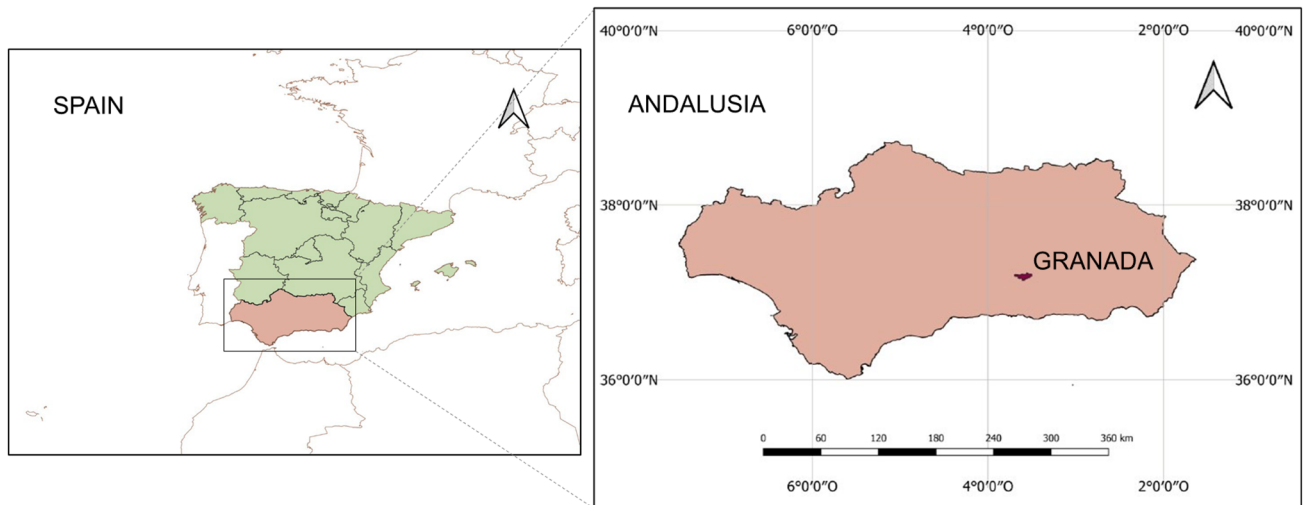 SPAIN
6°0'0"O 4°0'0"O 2°0'0"O
40°0'0"N 40°0'0"N
ANDALUSIA
38°0'0"N 38°0'0"N
GRANADA
36°0'0"N 36°0'0"N
0 60 120 180 240 300 360 km
6°0'0"O 4°0'0"O 2°0'0"O